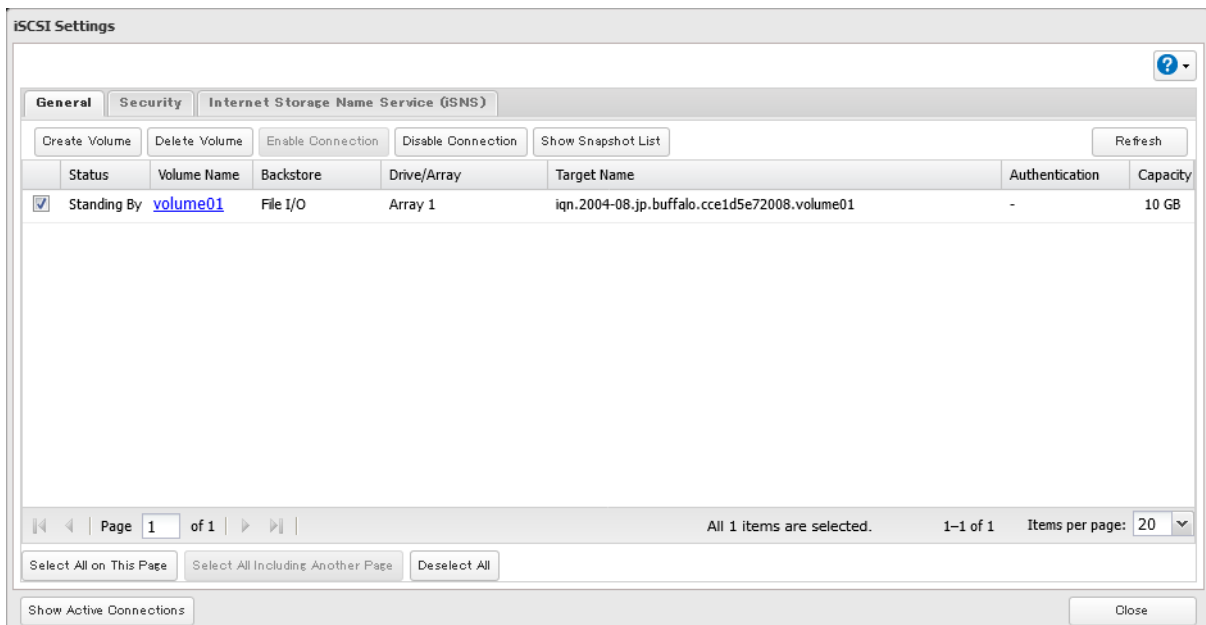 iSCSI Settings
?
General Security Internet Storage Name Service (iSNS)
Create Volume Delete Volume Enable Connection Disable Connection Show Snapshot List Refresh
Status Volume Name Backstore Drive/Array Target Name Authentication Capacity
Standing By volume01 File I/O Array 1 iqn.2004-08.jp.buffalo.cce1d5e72008.volume01 - 10 GB
Page 1 of 1 All 1 items are selected. 1–1 of 1 Items per page: 20
Select All on This Page Select All Including Another Page Deselect All
Show Active Connections Close